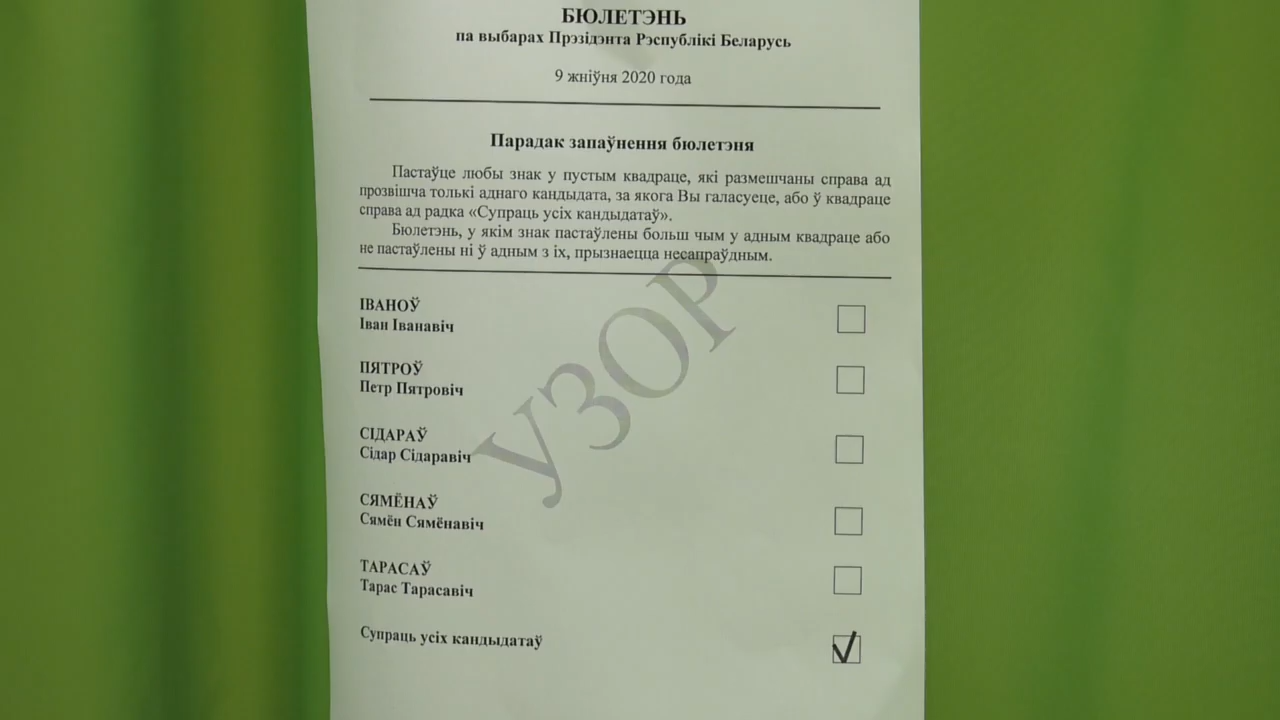 БЮЛЕТЭНЬ
па выбарах Прэзідэнта Рэспублікі Беларусь
9 жніўня 2020 года
Парадак запаўнення бюлетэня
Пастаўце любы знак у пустым квадраце, які размешчаны справа ад
прозвішча толькі аднаго кандыдата, за якога Вы галасуеце, або ў квадраце
справа ад радка «Супраць усіх кандыдатаў».
Бюлетэнь, у якім знак пастаўлены больш чым у адным квадраце або
не пастаўлены ні ў адным з іх, прызнаецца несапраўдным.
УЗОР
ІВАНОЎ
Іван Іванавіч
ПЯТРОЎ
Петр Пятровіч
СІДАРАЎ
Сідар Сідаравіч
СЯМЁНАЎ
Сямён Сямёнавіч
ТАРАСАЎ
Тарас Тарасавіч
Супраць усіх кандыдатаў